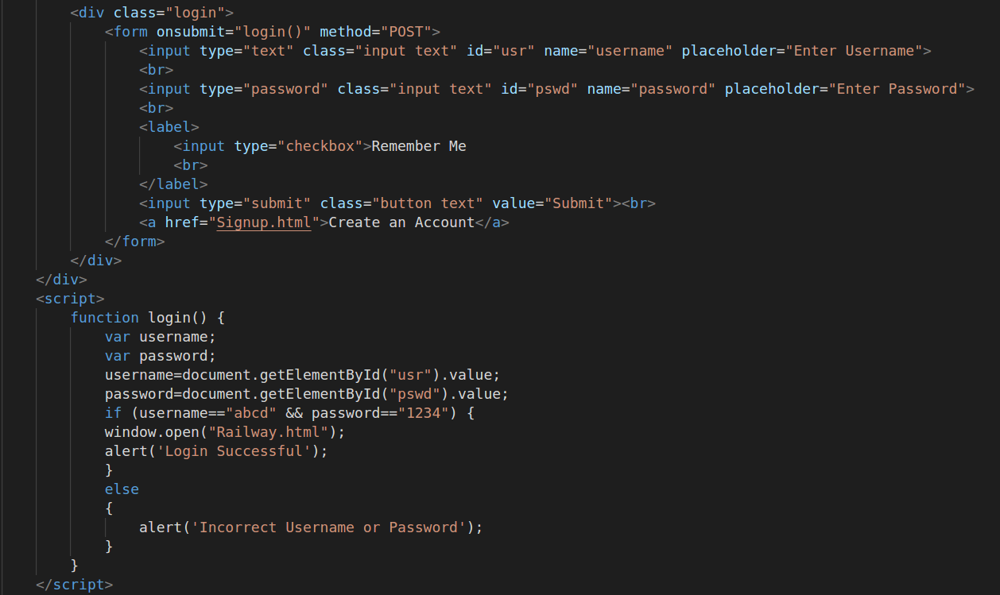 <div class="login">
<form onsubmit="login()" method="POST">
<input type="text" class="input text" id="usr" name="username" placeholder="Enter Username">
<br>
<input type="password" class="input text" id="pswd" name="password" placeholder="Enter Password">
<br>
<label>
<input type="checkbox">Remember Me
<br>
</label>
<input type="submit" class="button text" value="Submit"><br>
<a href="Signup.html">Create an Account</a>
</form>
</div>
</div>
<script>
function login() {
var username;
var password;
username=document.getElementById("usr").value;
password=document.getElementById("pswd").value;
if (username=="abcd" && password=="1234") {
window.open("Railway.html");
alert('Login Successful');
}
else
{
alert('Incorrect Username or Password');
}
}
</script>